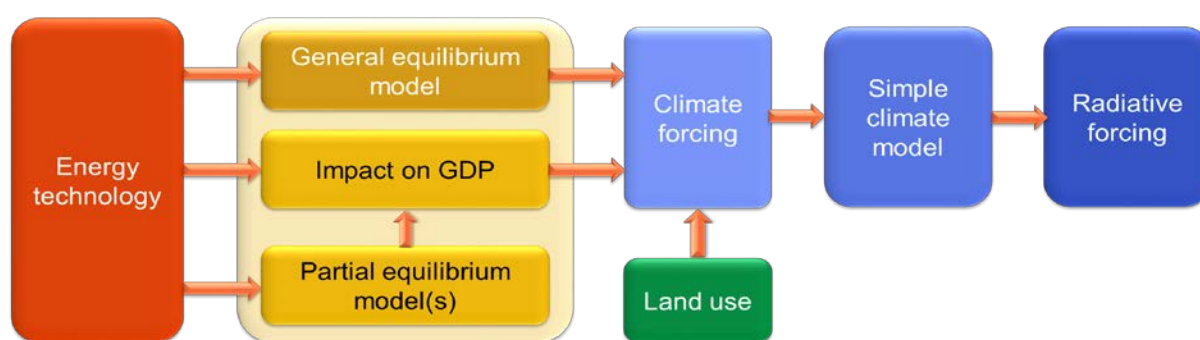 Energy
technology
General equilibrium
model
Impact on GDP
Partial equilibrium
model(s)
Climate
forcing
Land use
Simple
climate
model
Radiative
forcing